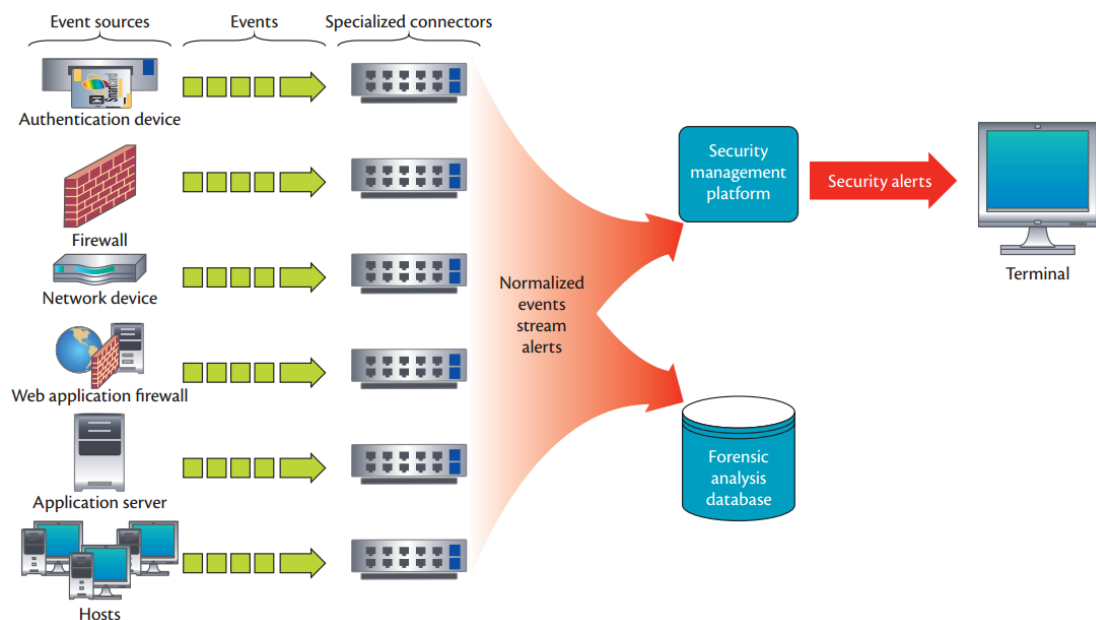 Event sources
Events
Specialized connectors
Smartcard
Authentication device
Firewall
Network device
Web application firewall
Application server
Hosts
Normalized
events
stream
alerts
Security
management
platform
Security alerts
Terminal
Forensic
analysis
database